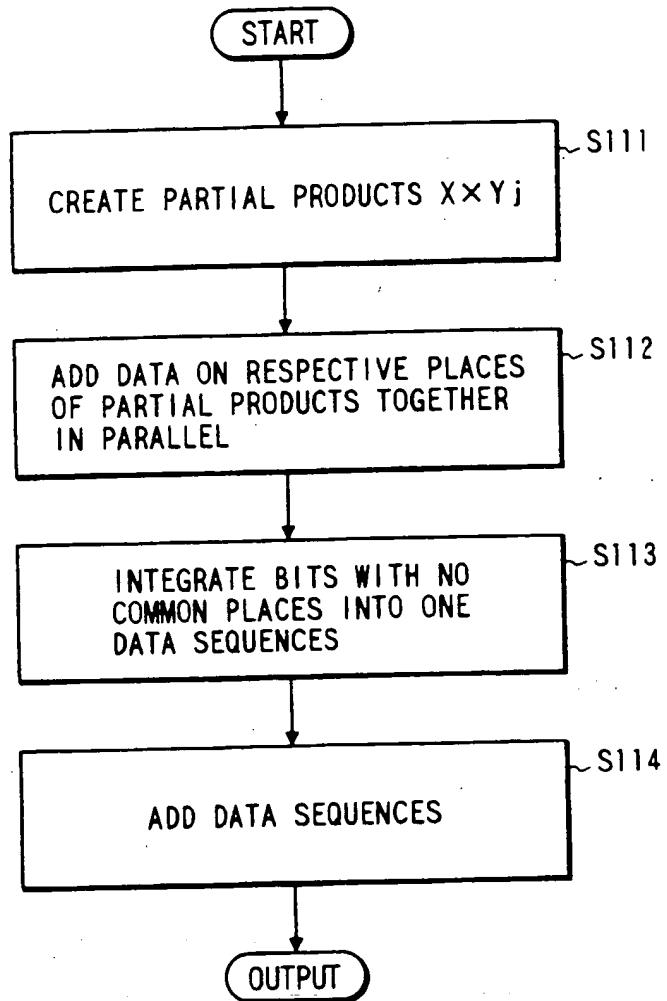 START
S111
CREATE PARTIAL PRODUCTS X×Yj
S112
ADD DATA ON RESPECTIVE PLACES
OF PARTIAL PRODUCTS TOGETHER
IN PARALLEL
S113
INTEGRATE BITS WITH NO
COMMON PLACES INTO ONE
DATA SEQUENCES
S114
ADD DATA SEQUENCES
OUTPUT